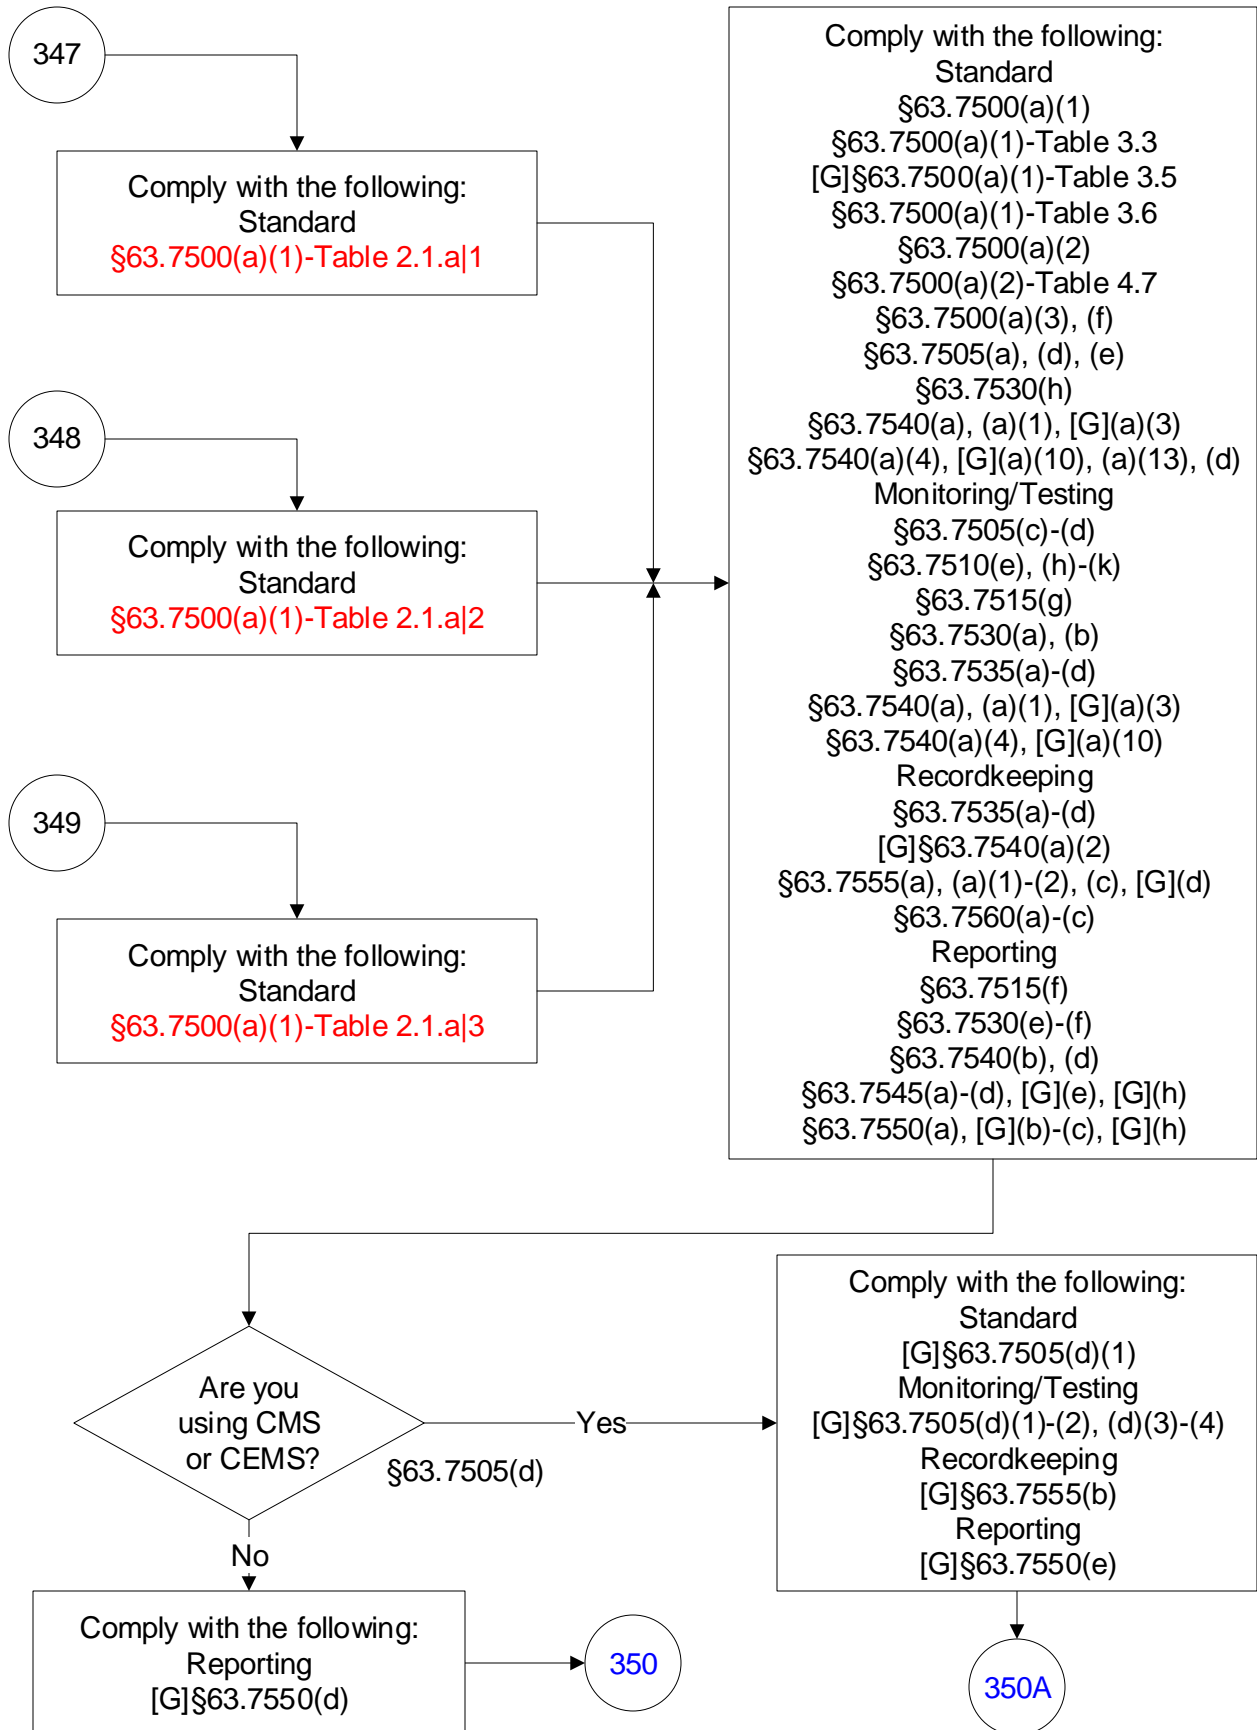 347
Comply with the following:
Standard
§63.7500(a)(1)-Table 2.1.a|1
348
Comply with the following:
Standard
§63.7500(a)(1)-Table 2.1.a|2
349
Comply with the following:
Standard
§63.7500(a)(1)-Table 2.1.a|3
Comply with the following:
Standard
§63.7500(a)(1)
§63.7500(a)(1)-Table 3.3
[G]§63.7500(a)(1)-Table 3.5
§63.7500(a)(1)-Table 3.6
§63.7500(a)(2)
§63.7500(a)(2)-Table 4.7
§63.7500(a)(3), (f)
§63.7505(a), (d), (e)
§63.7530(h)
§63.7540(a), (a)(1), [G](a)(3)
§63.7540(a)(4), [G](a)(10), (a)(13), (d)
Monitoring/Testing
§63.7505(c)-(d)
§63.7510(e), (h)-(k)
§63.7515(g)
§63.7530(a), (b)
§63.7535(a)-(d)
§63.7540(a), (a)(1), [G](a)(3)
§63.7540(a)(4), [G](a)(10)
Recordkeeping
§63.7535(a)-(d)
[G]§63.7540(a)(2)
§63.7555(a), (a)(1)-(2), (c), [G](d)
§63.7560(a)-(c)
Reporting
§63.7515(f)
§63.7530(e)-(f)
§63.7540(b), (d)
§63.7545(a)-(d), [G](e), [G](h)
§63.7550(a), [G](b)-(c), [G](h)
Are you
using CMS
or CEMS?
§63.7505(d)
Yes
Comply with the following:
Standard
[G]§63.7505(d)(1)
Monitoring/Testing
[G]§63.7505(d)(1)-(2), (d)(3)-(4)
Recordkeeping
[G]§63.7555(b)
Reporting
[G]§63.7550(e)
350A
No
Comply with the following:
Reporting
[G]§63.7550(d)
350